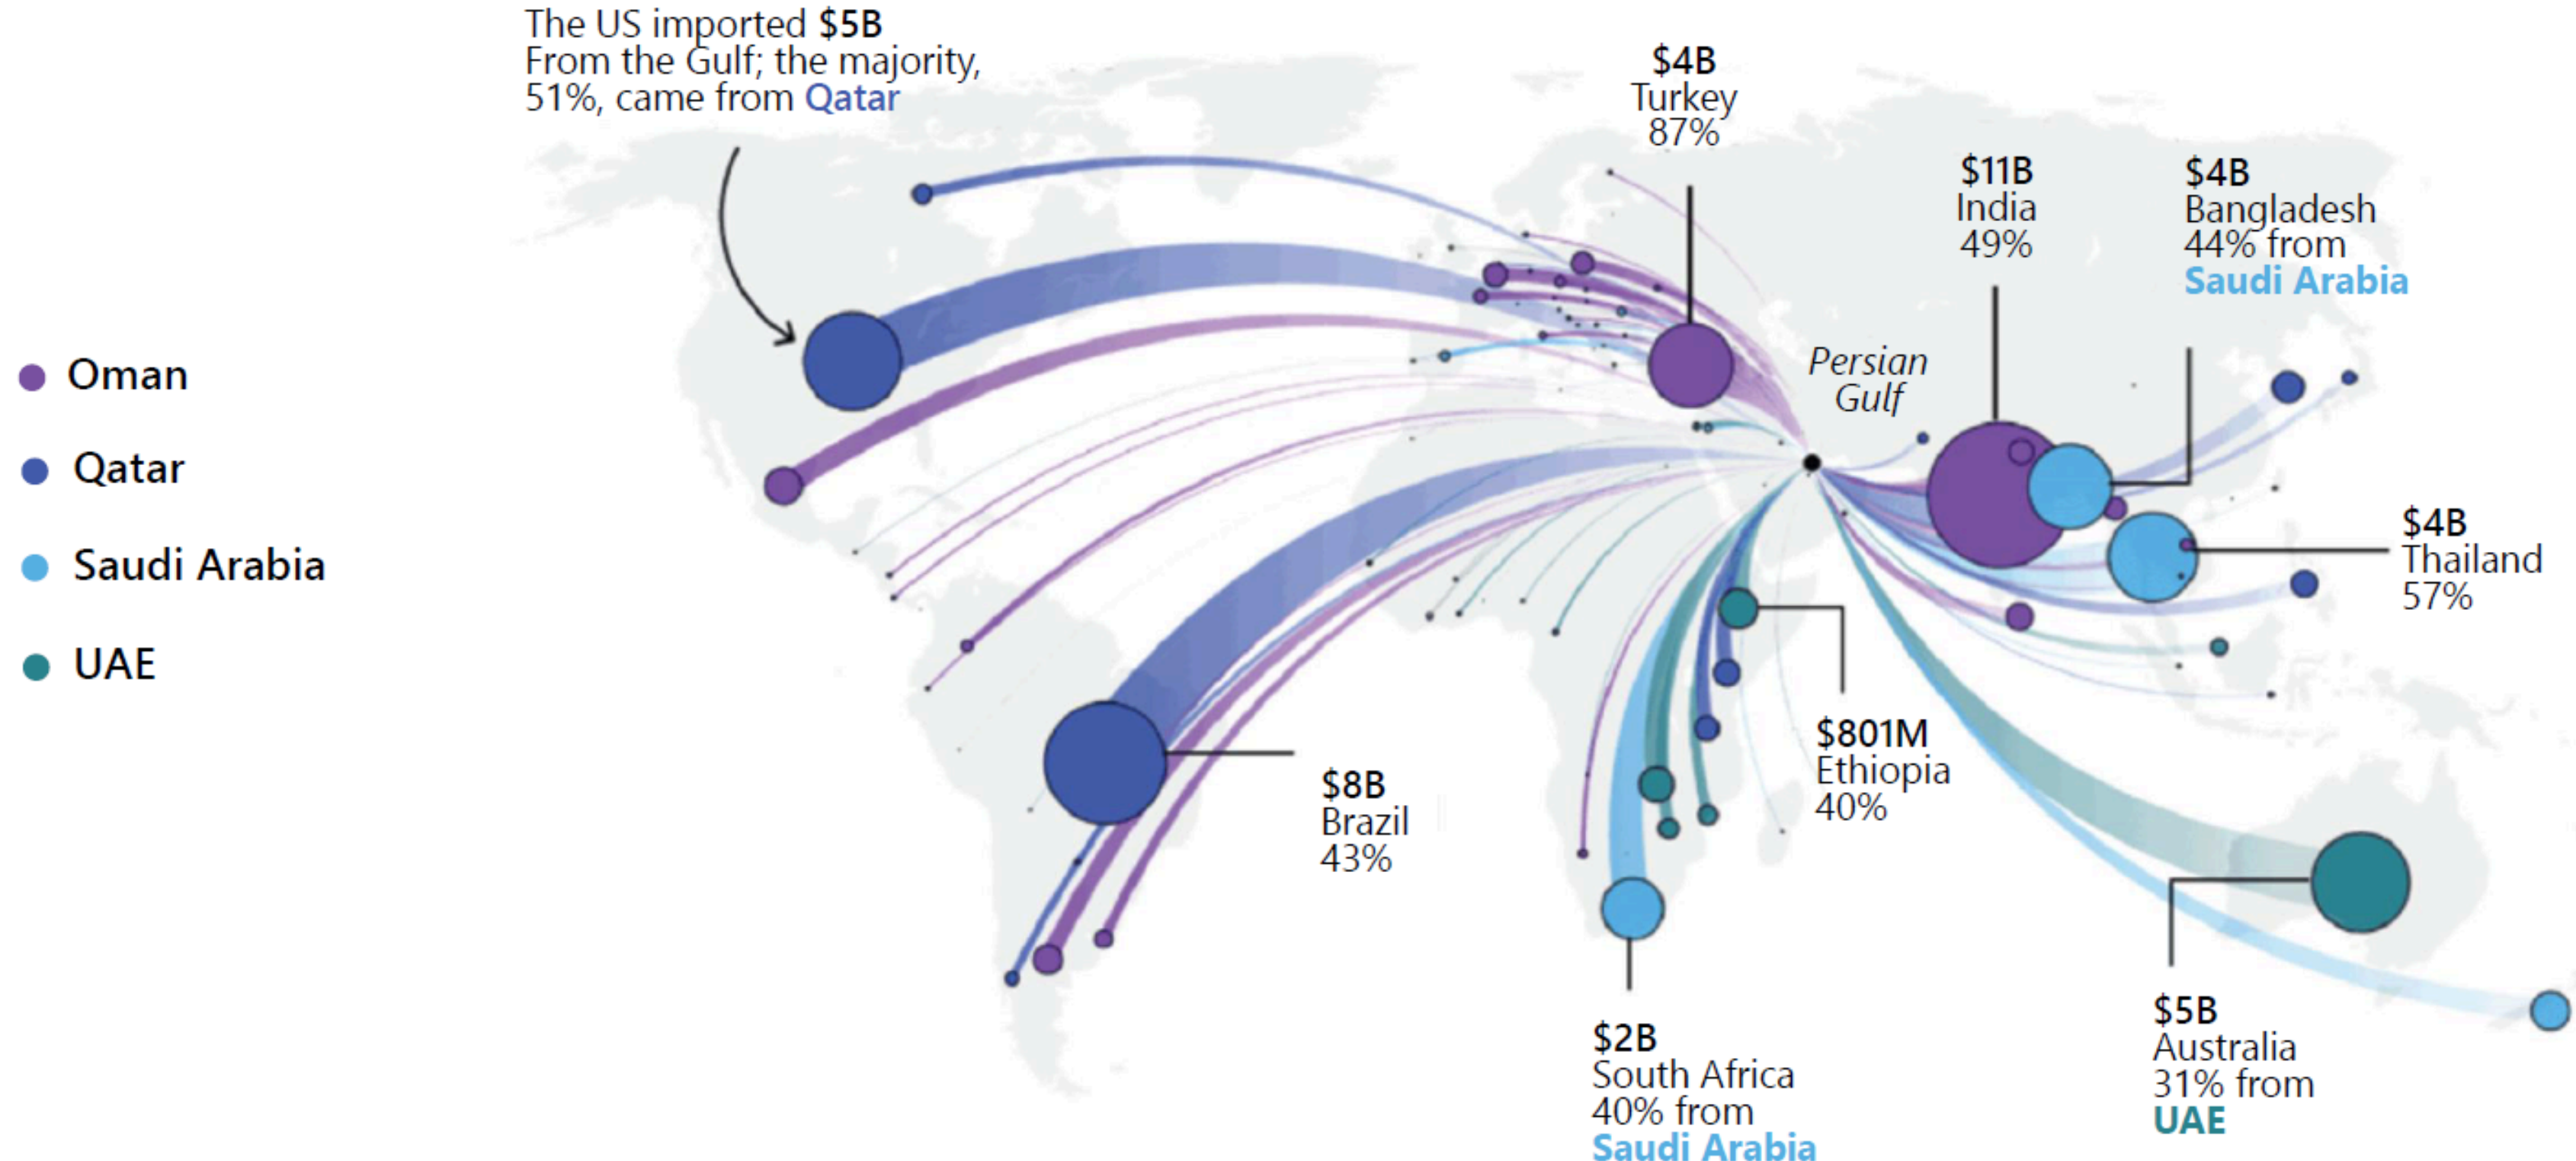 The US imported $5B
From the Gulf; the majority,
51%, came from Qatar
$4B
Turkey
87%
$11B
India
49%
$4B
Bangladesh
44% from
Saudi Arabia
Oman
Qatar
Saudi Arabia
UAE
Persian
Gulf
$4B
Thailand
57%
$801M
Ethiopia
40%
$8B
Brazil
43%
$2B
South Africa
40% from
Saudi Arabia
$5B
Australia
31% from
UAE